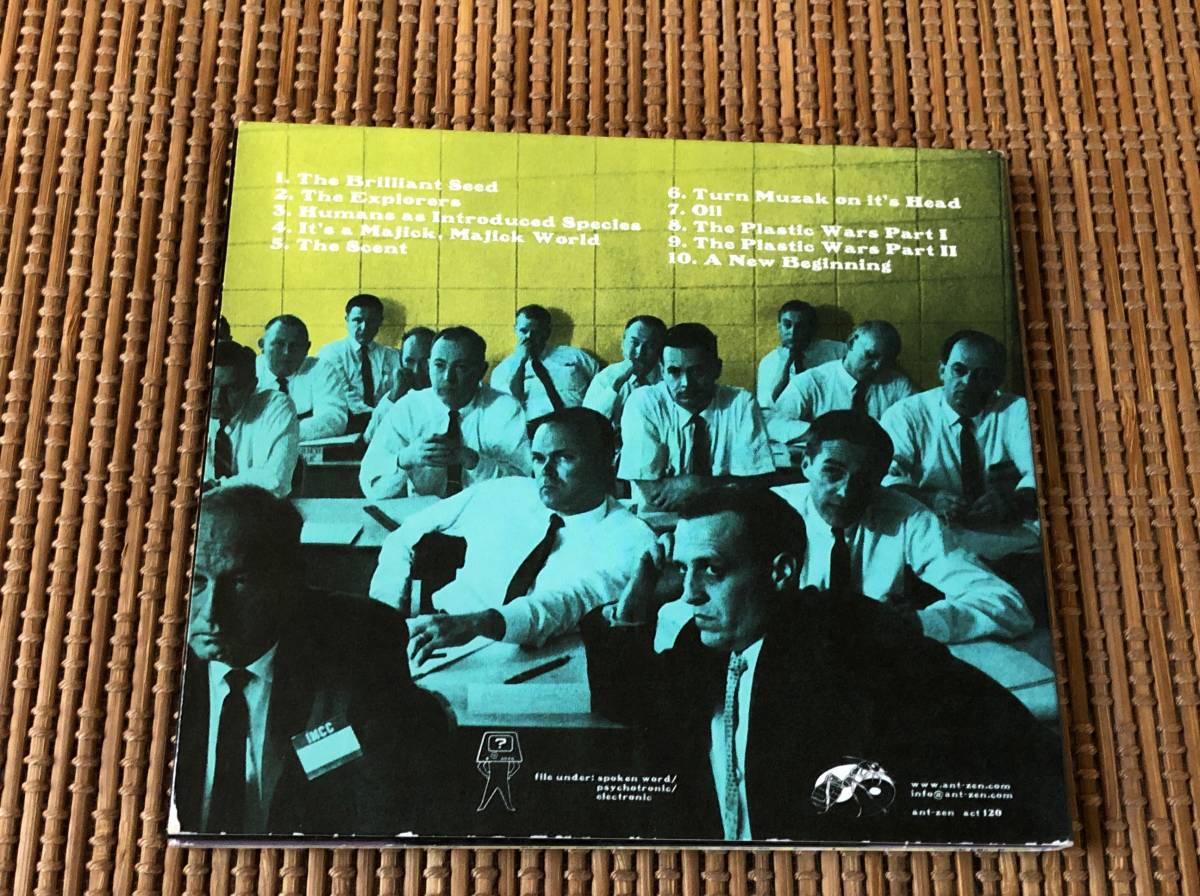 1. The Brilliant Seed
2. The Explorers
3. Humans as Introduced Species
4. It's a Majick, Majick World
5. The Scent
6. Turn Muzak on it's Head
7. Oil
8. The Plastic Wars Part I
9. The Plastic Wars Part II
10. A New Beginning
IMCC
?
file under: spoken word/
psychotronic/
electronic
www.ant-zen.com
info@ant-zen.com
ant-zen act 120